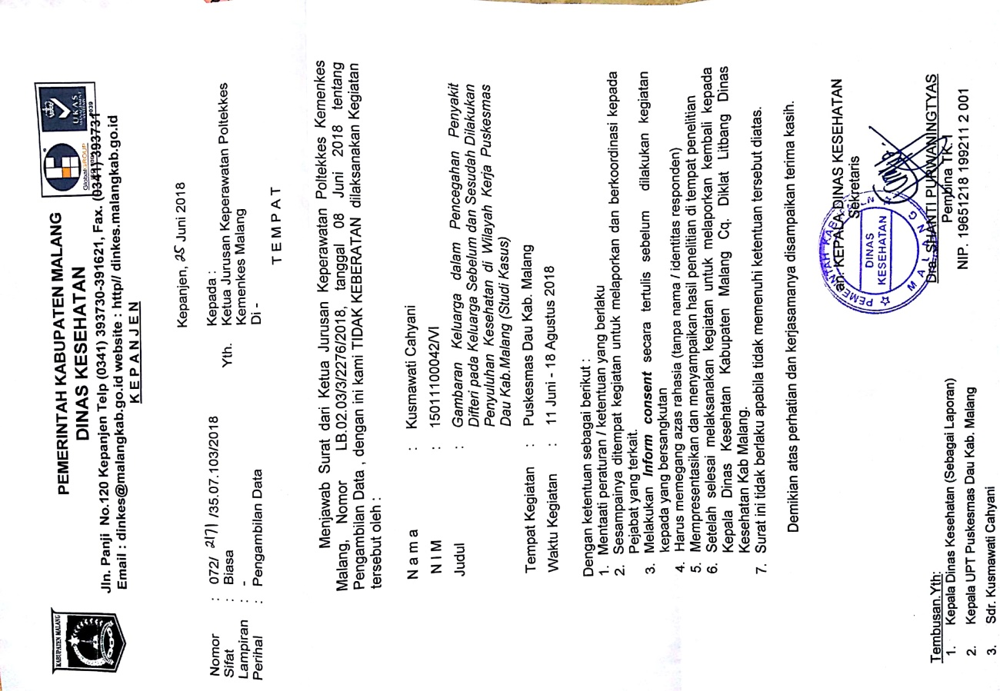 KABUPATEN MALANG
PEMERINTAH KABUPATEN MALANG
DINAS KESEHATAN
Jln. Panji No.120 Kepanjen Telp (0341) 393730-391621, Fax. (0341) 393731
Email : dinkes@malangkab.go.id website : http// dinkes.malangkab.go.id
K E P A N J E N
GlobalGROUP
UKAS
MANAGEMENT
SYSTEMS
Kepanjen, 25 Juni 2018
Nomor : 072/ 2171 /35.07.103/2018
Sifat : Biasa
Lampiran : -
Perihal : Pengambilan Data
Kepada :
Yth. Ketua Jurusan Keperawatan Poltekkes
Kemenkes Malang
Di -
T E M P A T
Menjawab Surat dari Ketua Jurusan Keperawatan Poltekkes Kemenkes
Malang, Nomor LB.02.03/3/2276/2018, tanggal 08 Juni 2018 tentang
Pengambilan Data , dengan ini kami TIDAK KEBERATAN dilaksanakan Kegiatan
tersebut oleh :
N a m a : Kusmawati Cahyani
N I M : 15011100042/VI
Judul : Gambaran Keluarga dalam Pencegahan Penyakit
Difteri pada Keluarga Sebelum dan Sesudah Dilakukan
Penyuluhan Kesehatan di Wilayah Kerja Puskesmas
Dau Kab.Malang (Studi Kasus)
Tempat Kegiatan : Puskesmas Dau Kab. Malang
Waktu Kegiatan : 11 Juni - 18 Agustus 2018
Dengan ketentuan sebagai berikut :
1. Mentaati peraturan / ketentuan yang berlaku
2. Sesampainya ditempat kegiatan untuk melaporkan dan berkoordinasi kepada
Pejabat yang terkait.
3. Melakukan Inform consent secara tertulis sebelum dilakukan kegiatan
kepada yang bersangkutan
4. Harus memegang azas rahasia (tanpa nama / identitas responden)
5. Mempresentasikan dan menyampaikan hasil penelitian di tempat penelitian
6. Setelah selesai melaksanakan kegiatan untuk melaporkan kembali kepada
Kepala Dinas Kesehatan Kabupaten Malang Cq. Diklat Litbang Dinas
Kesehatan Kab Malang.
7. Surat ini tidak berlaku apabila tidak memenuhi ketentuan tersebut diatas.
Demikian atas perhatian dan kerjasamanya disampaikan terima kasih.
an. KEPALA DINAS KESEHATAN
Sekretaris
PEMERINTAH KABUPATEN
DINAS
KESEHATAN
MALANG
Dra. SHANTI PURWANINGTYAS
Pembina TK. I
NIP. 19651218 199211 2 001
Tembusan.Yth:
1. Kepala Dinas Kesehatan (Sebagai Laporan)
2. Kepala UPT Puskesmas Dau Kab. Malang
3. Sdr. Kusmawati Cahyani